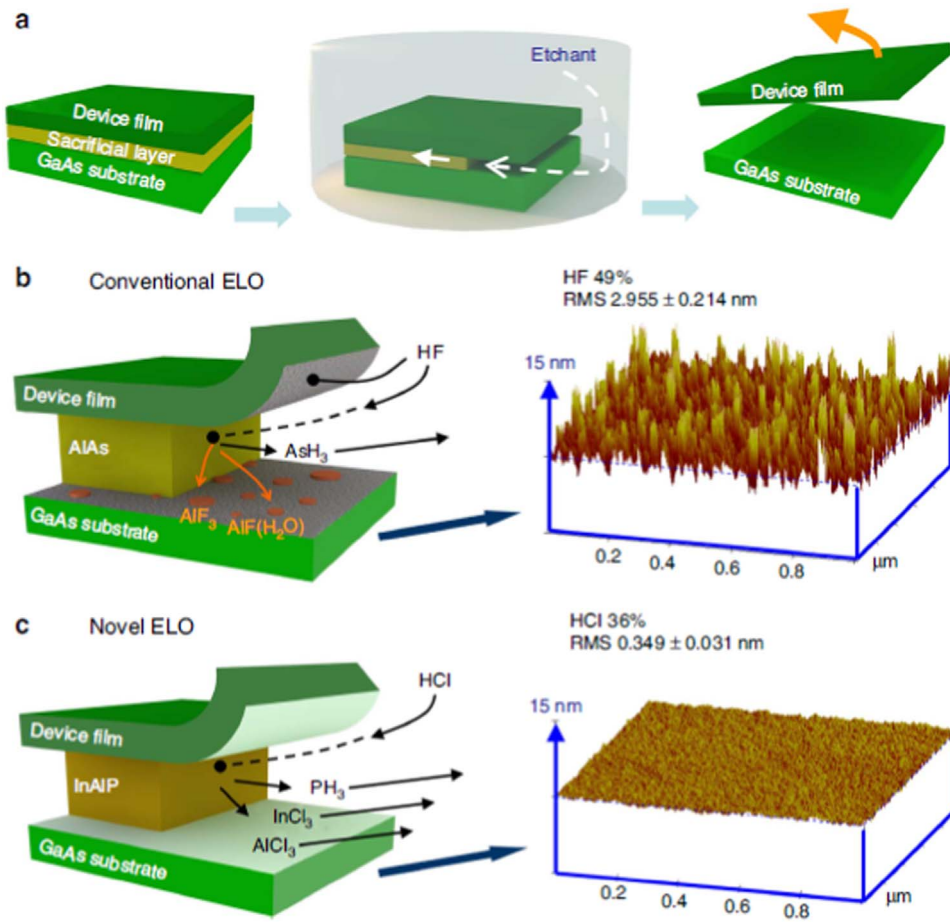 a
Device film
Sacrificial layer
GaAs substrate
Etchant
Device film
GaAs substrate
b
Conventional ELO
HF 49%
RMS 2.955 ± 0.214 nm
HF
15 nm
Device film
AlAs
AsH3
AlF3
AlF(H2O)
GaAs substrate
0.2
0.4
0.6
0.8
μm
c
Novel ELO
HCl 36%
RMS 0.349 ± 0.031 nm
HCl
15 nm
Device film
InAlP
PH3
InCl3
AlCl3
GaAs substrate
0.2
0.4
0.6
0.8
μm